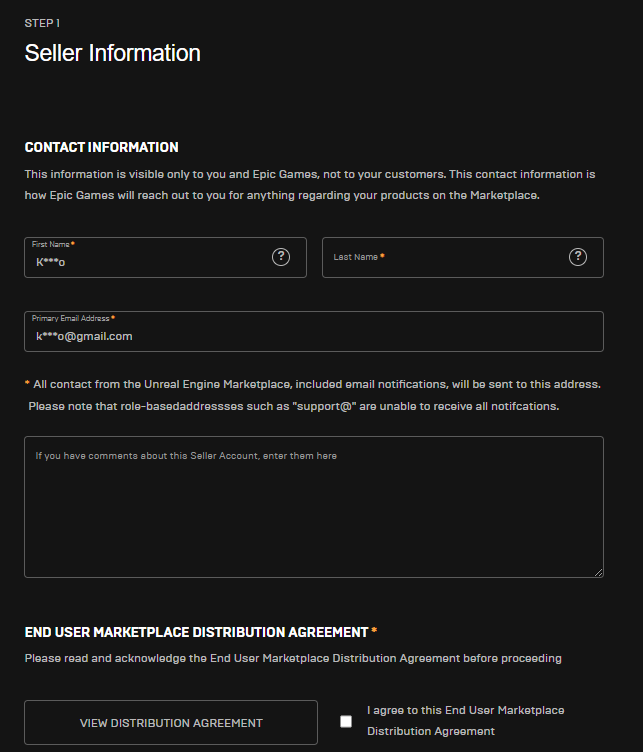 STEP 1
Seller Information
CONTACT INFORMATION
This information is visible only to you and Epic Games, not to your customers. This contact information is
how Epic Games will reach out to you for anything regarding your products on the Marketplace.
First Name *
K***o
?
Last Name *
?
Primary Email Address *
k***o@gmail.com
* All contact from the Unreal Engine Marketplace, included email notifications, will be sent to this address.
Please note that role-basedaddressses such as "support@" are unable to receive all notifcations.
If you have comments about this Seller Account, enter them here
END USER MARKETPLACE DISTRIBUTION AGREEMENT *
Please read and acknowledge the End User Marketplace Distribution Agreement before proceeding
VIEW DISTRIBUTION AGREEMENT
I agree to this End User Marketplace
Distribution Agreement